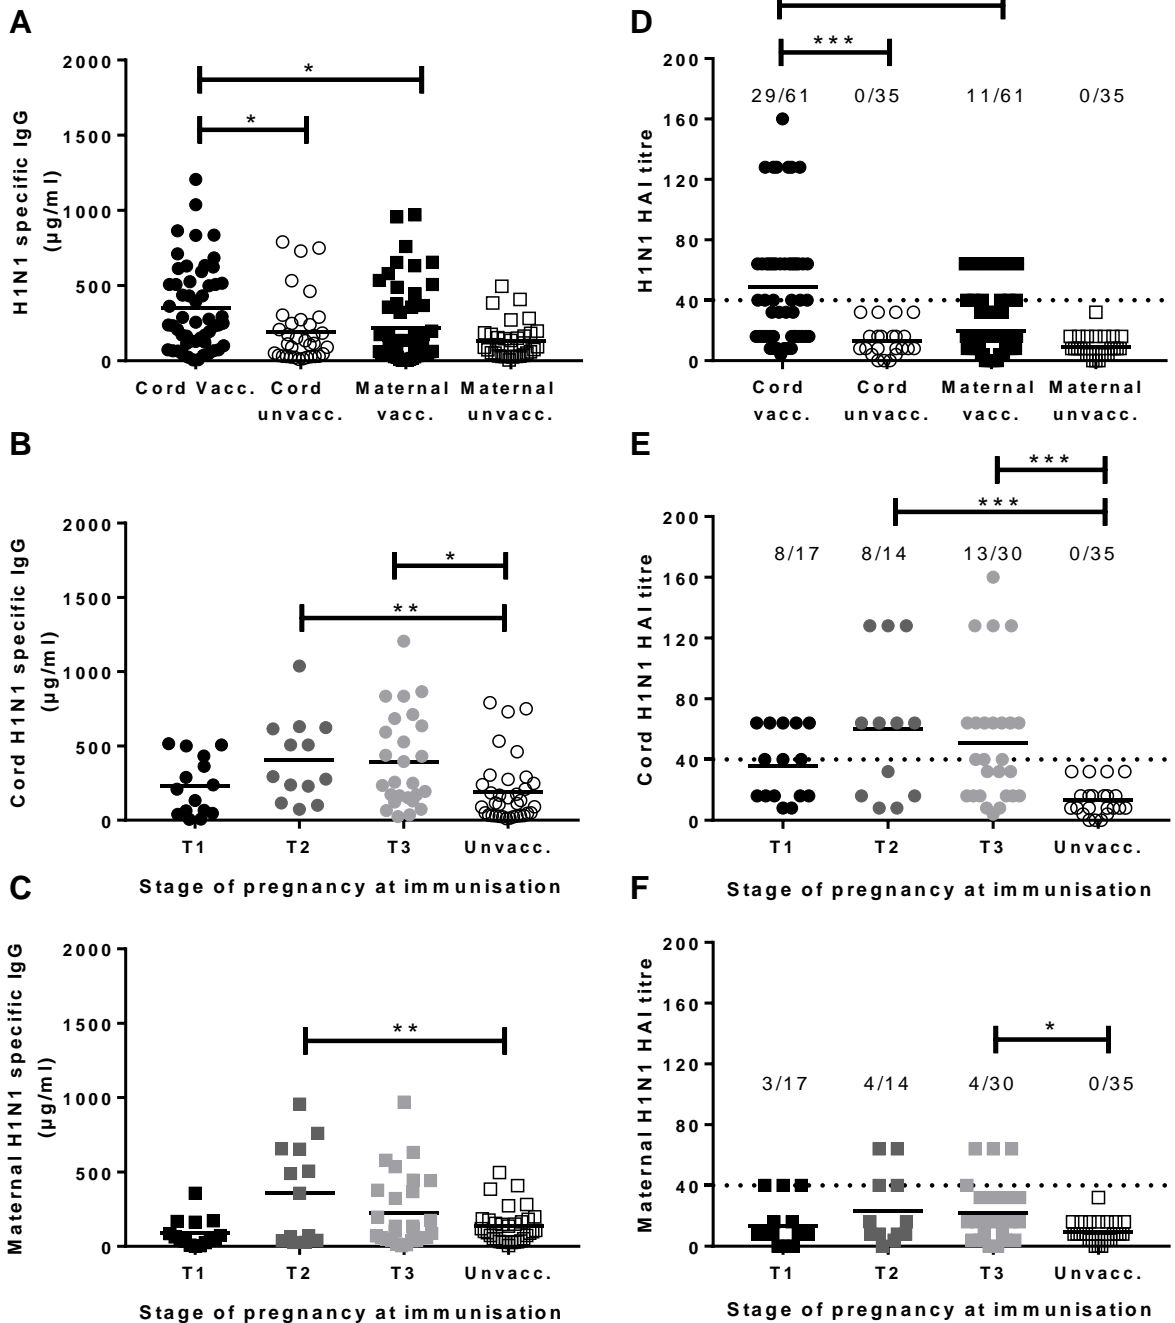 A
H1N1 specific IgG
(µg/ml)
2000
1500
1000
500
0
*
*
Cord Vacc.
Cord
unvacc.
Maternal
vacc.
Maternal
unvacc.
D
H1N1 HAI titre
200
160
120
80
40
0
***
29/61
0/35
11/61
0/35
Cord
vacc.
Cord
unvacc.
Maternal
vacc.
Maternal
unvacc.
B
Cord H1N1 specific IgG
(µg/ml)
2000
1500
1000
500
0
*
**
T1
T2
T3
Unvacc.
Stage of pregnancy at immunisation
E
Cord H1N1 HAI titre
200
160
120
80
40
0
***
***
8/17
8/14
13/30
0/35
T1
T2
T3
Unvacc.
Stage of pregnancy at immunisation
C
Maternal H1N1 specific IgG
(µg/ml)
2000
1500
1000
500
0
**
T1
T2
T3
Unvacc.
Stage of pregnancy at immunisation
F
Maternal H1N1 HAI titre
200
160
120
80
40
0
*
3/17
4/14
4/30
0/35
T1
T2
T3
Unvacc.
Stage of pregnancy at immunisation